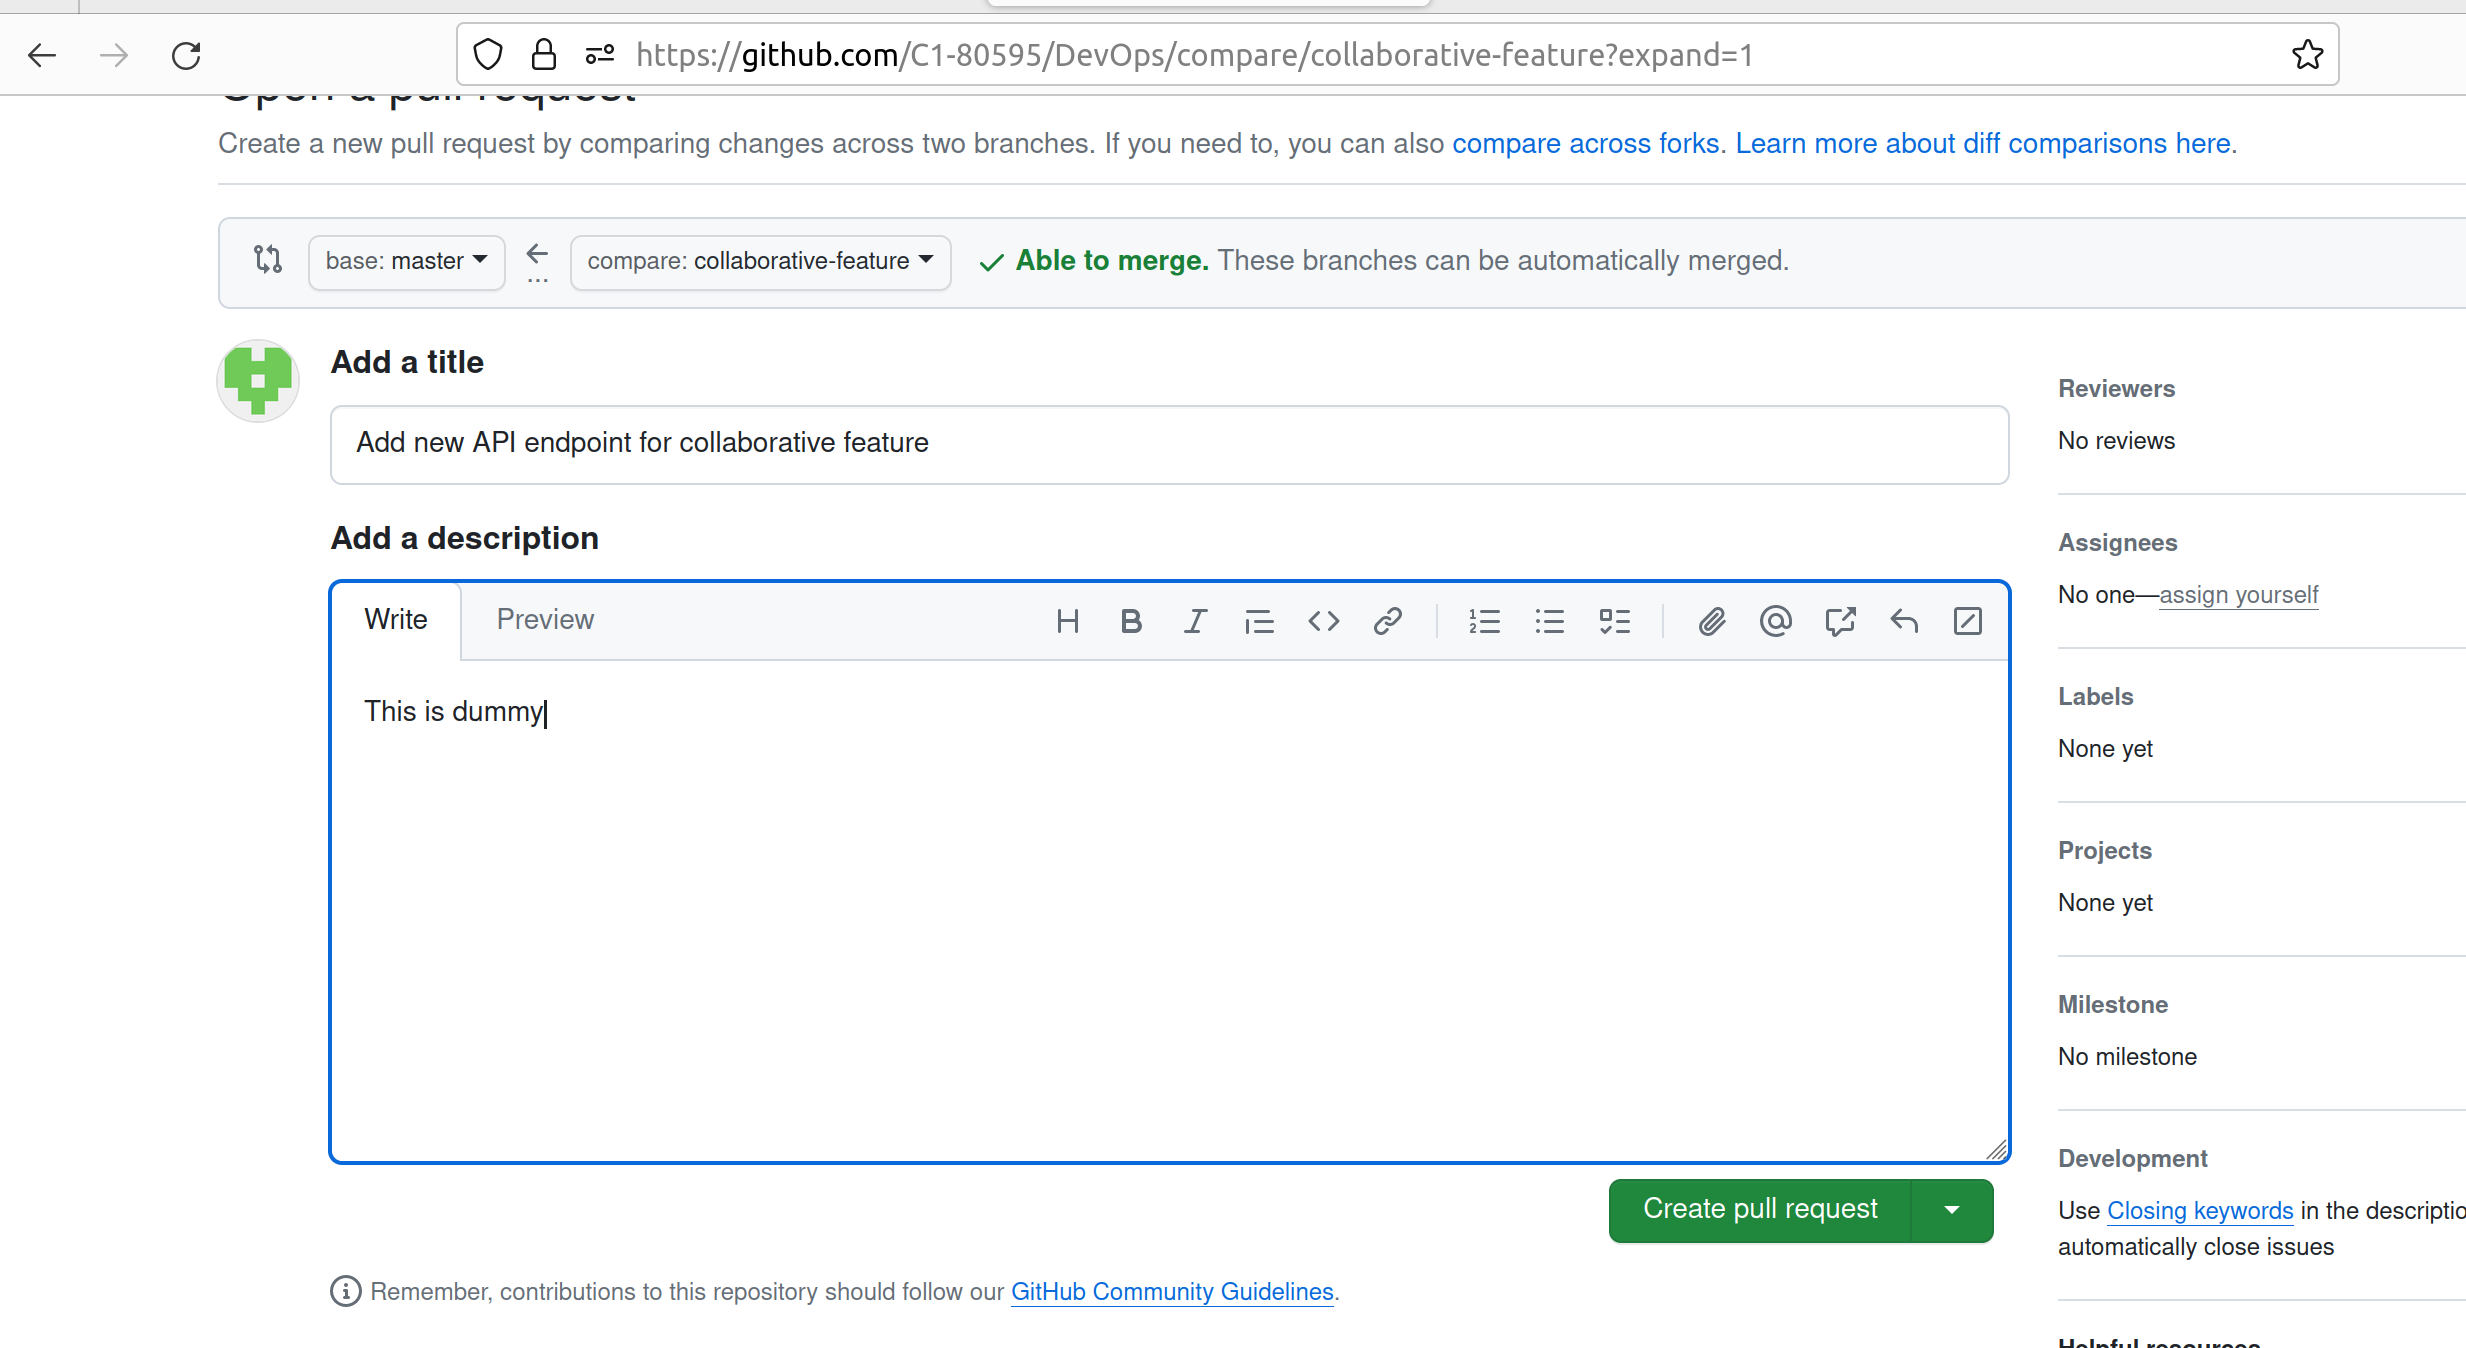 https://github.com/C1-80595/DevOps/compare/collaborative-feature?expand=1
Open a pull request
Create a new pull request by comparing changes across two branches. If you need to, you can also compare across forks. Learn more about diff comparisons here.
base: master
...
compare: collaborative-feature
Able to merge. These branches can be automatically merged.
Add a title
Add new API endpoint for collaborative feature
Add a description
Write
Preview
This is dummy
Create pull request
Remember, contributions to this repository should follow our GitHub Community Guidelines.
Reviewers
No reviews
Assignees
No one—assign yourself
Labels
None yet
Projects
None yet
Milestone
No milestone
Development
Use Closing keywords in the descriptio
automatically close issues
Helpful resources